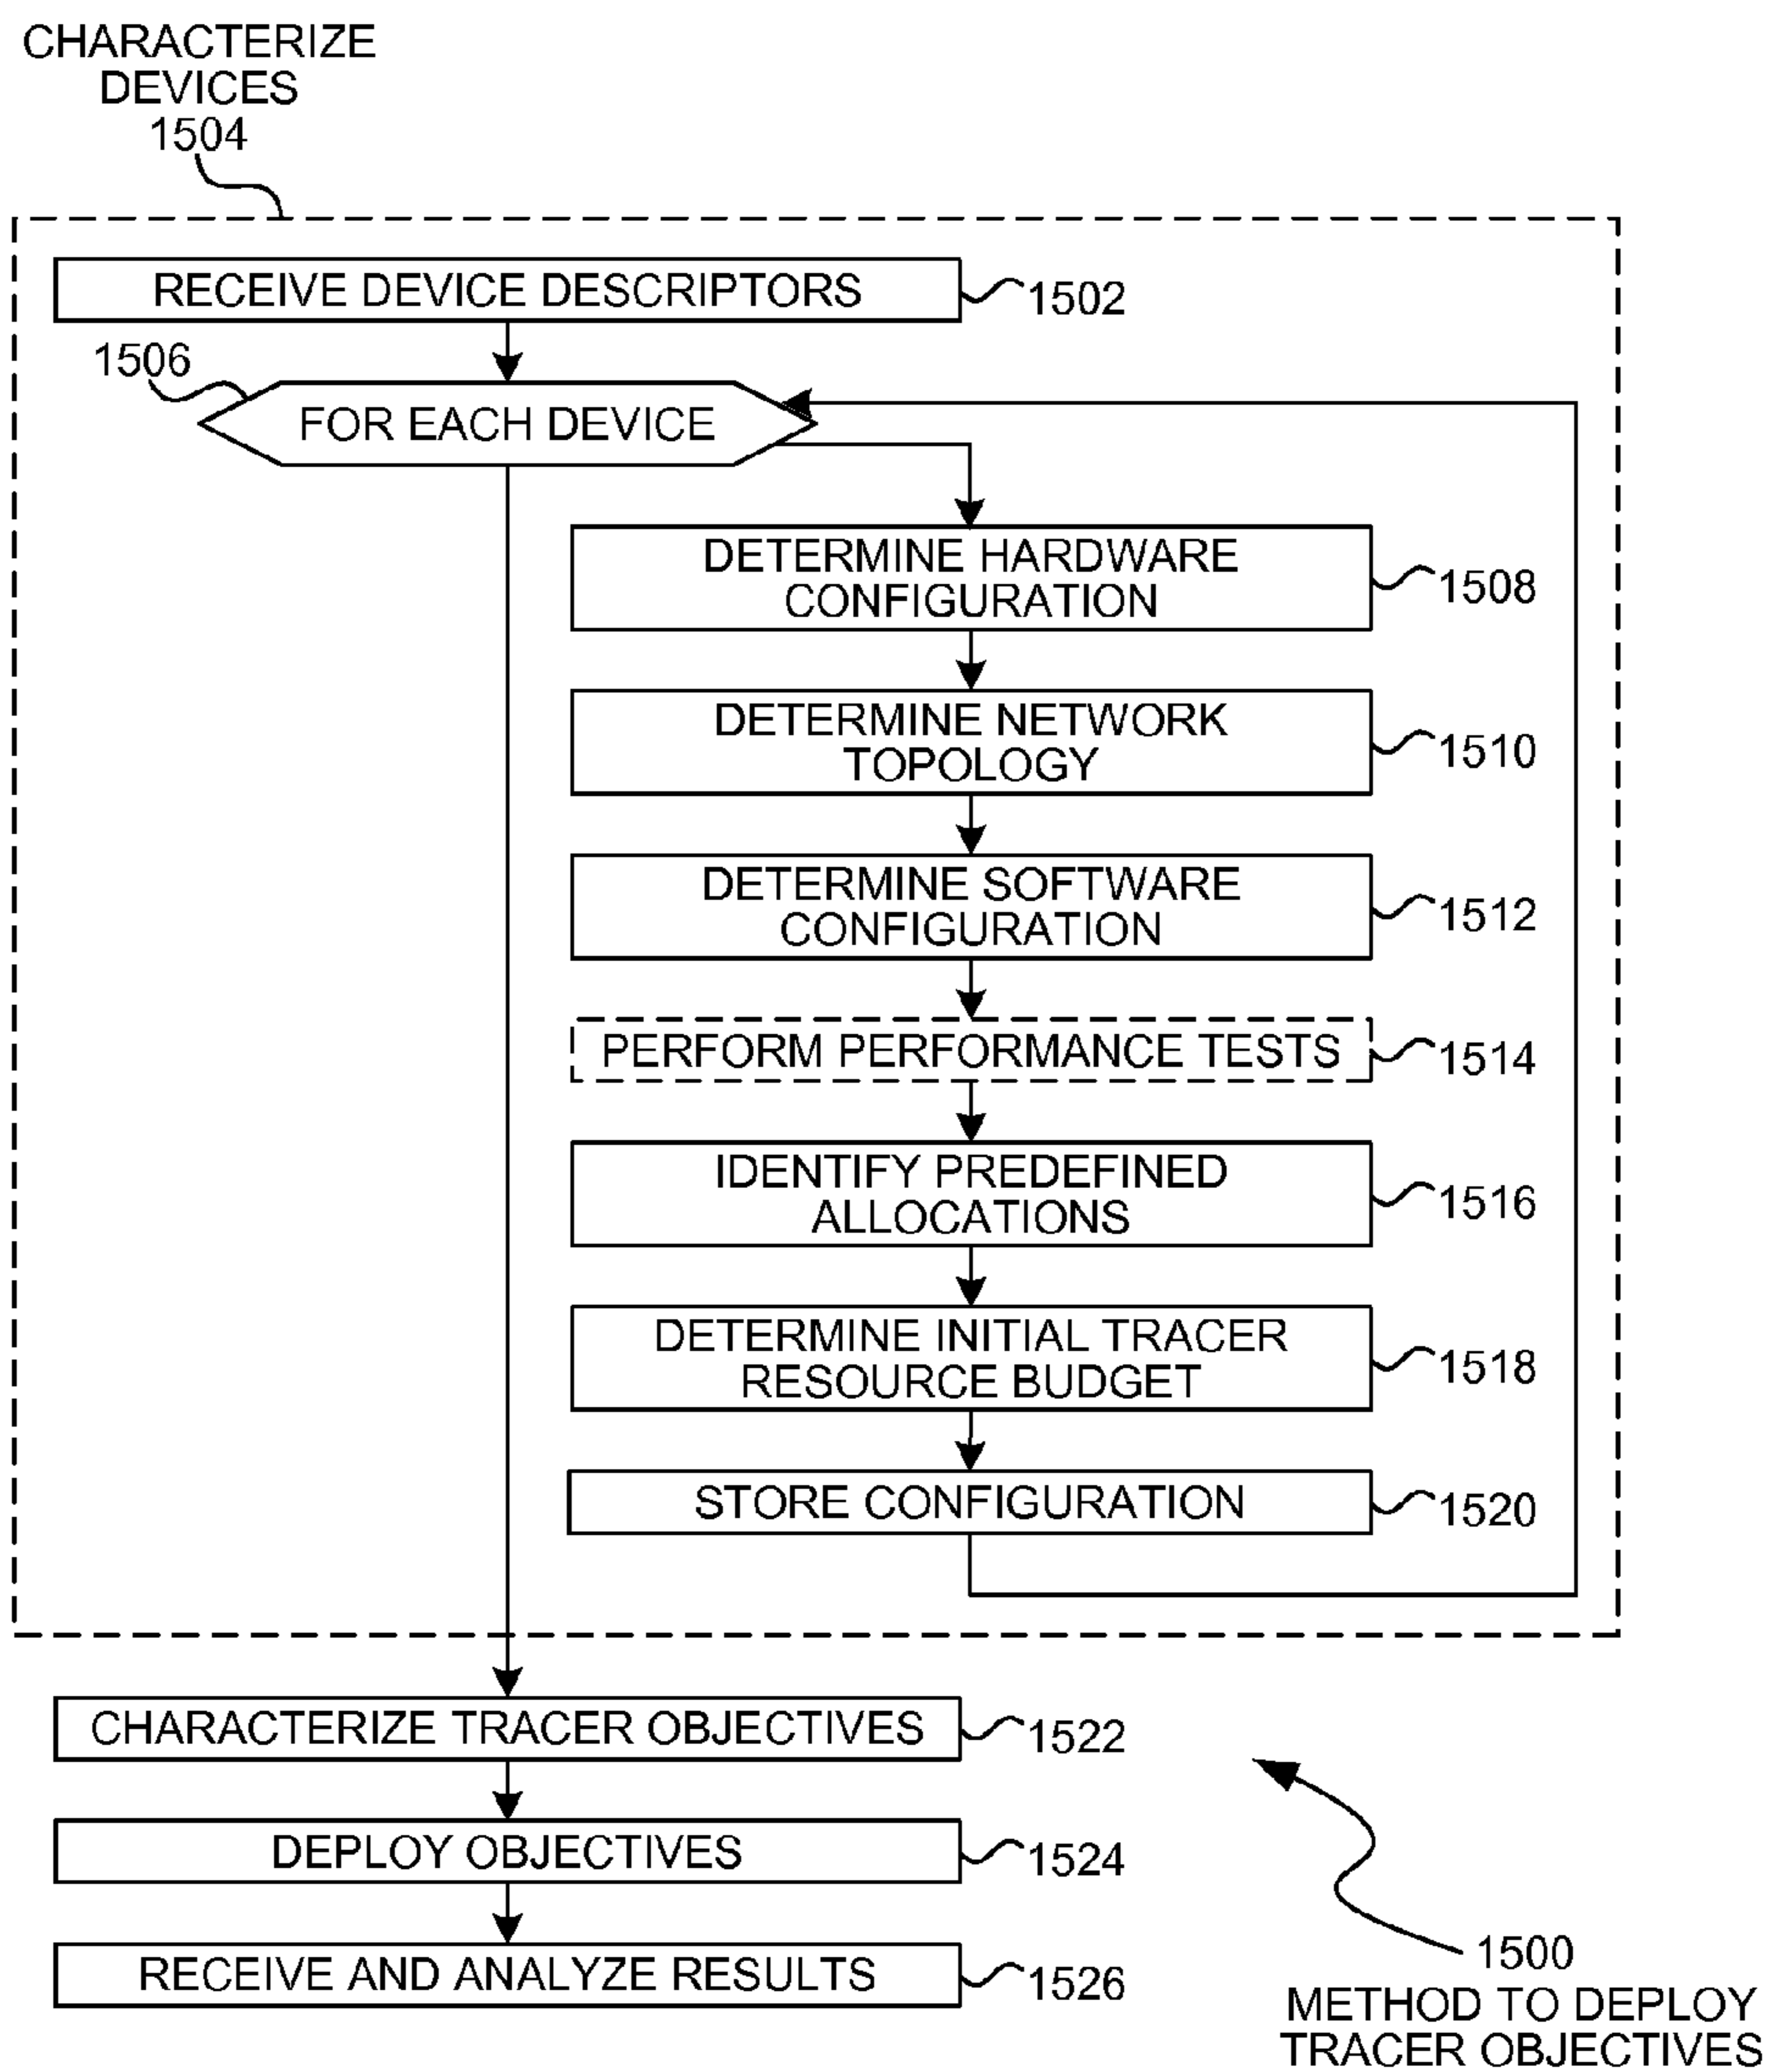 CHARACTERIZE
DEVICES
1504
RECEIVE DEVICE DESCRIPTORS
1502
1506
FOR EACH DEVICE
DETERMINE HARDWARE
CONFIGURATION
1508
DETERMINE NETWORK
TOPOLOGY
1510
DETERMINE SOFTWARE
CONFIGURATION
1512
PERFORM PERFORMANCE TESTS
1514
IDENTIFY PREDEFINED
ALLOCATIONS
1516
DETERMINE INITIAL TRACER
RESOURCE BUDGET
1518
STORE CONFIGURATION
1520
CHARACTERIZE TRACER OBJECTIVES
1522
DEPLOY OBJECTIVES
1524
RECEIVE AND ANALYZE RESULTS
1526
1500
METHOD TO DEPLOY
TRACER OBJECTIVES